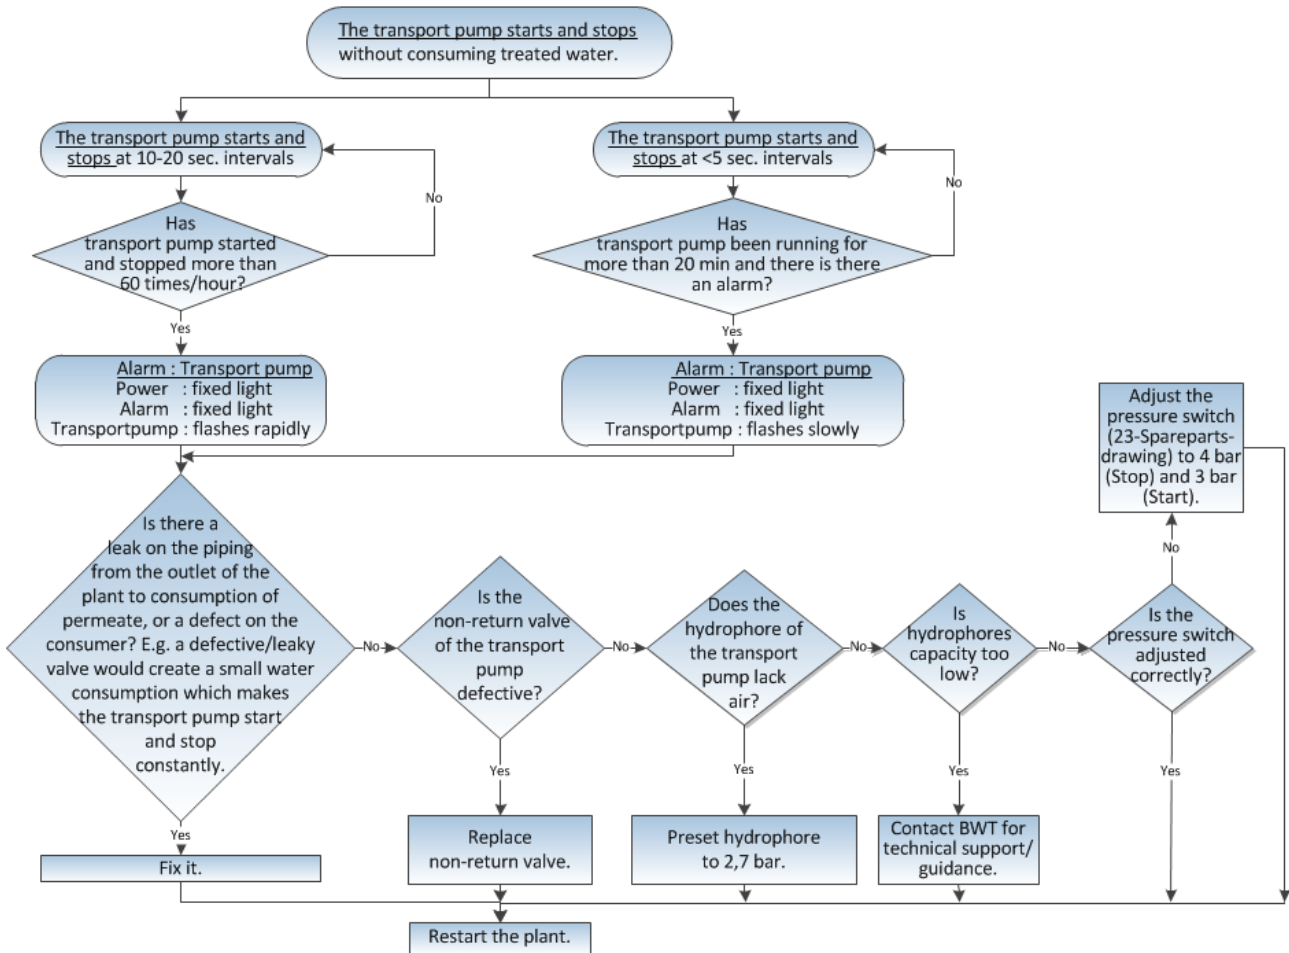 The transport pump starts and stops
without consuming treated water.
The transport pump starts and
stops at 10-20 sec. intervals
The transport pump starts and
stops at <5 sec. intervals
No
No
Has
transport pump started
and stopped more than
60 times/hour?
Has
transport pump been running for
more than 20 min and there is there
an alarm?
Yes
Yes
Alarm : Transport pump
Power : fixed light
Alarm : fixed light
Transportpump : flashes rapidly
Alarm : Transport pump
Power : fixed light
Alarm : fixed light
Transportpump : flashes slowly
Adjust the
pressure switch
(23-Spareparts-
drawing) to 4 bar
(Stop) and 3 bar
(Start).
No
Is there a
leak on the piping
from the outlet of the
plant to consumption of
permeate, or a defect on the
consumer? E.g. a defective/leaky
valve would create a small water
consumption which makes
the transport pump start
and stop
constantly.
No
Is the
non-return valve
of the transport
pump
defective?
No
Does the
hydrophore of
the transport
pump lack
air?
No
Is
hydrophores
capacity too
low?
No
Is the
pressure switch
adjusted
correctly?
Yes
Yes
Yes
Yes
Yes
Fix it.
Replace
non-return valve.
Preset hydrophore
to 2,7 bar.
Contact BWT for
technical support/
guidance.
Restart the plant.